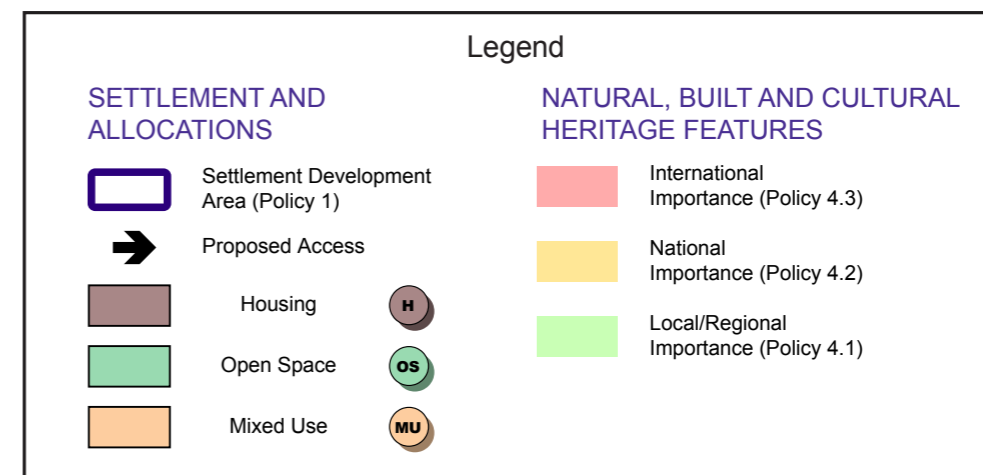 Legend
SETTLEMENT AND
ALLOCATIONS
Settlement Development
Area (Policy 1)
Proposed Access
Housing H
Open Space OS
Mixed Use MU
NATURAL, BUILT AND CULTURAL
HERITAGE FEATURES
International
Importance (Policy 4.3)
National
Importance (Policy 4.2)
Local/Regional
Importance (Policy 4.1)